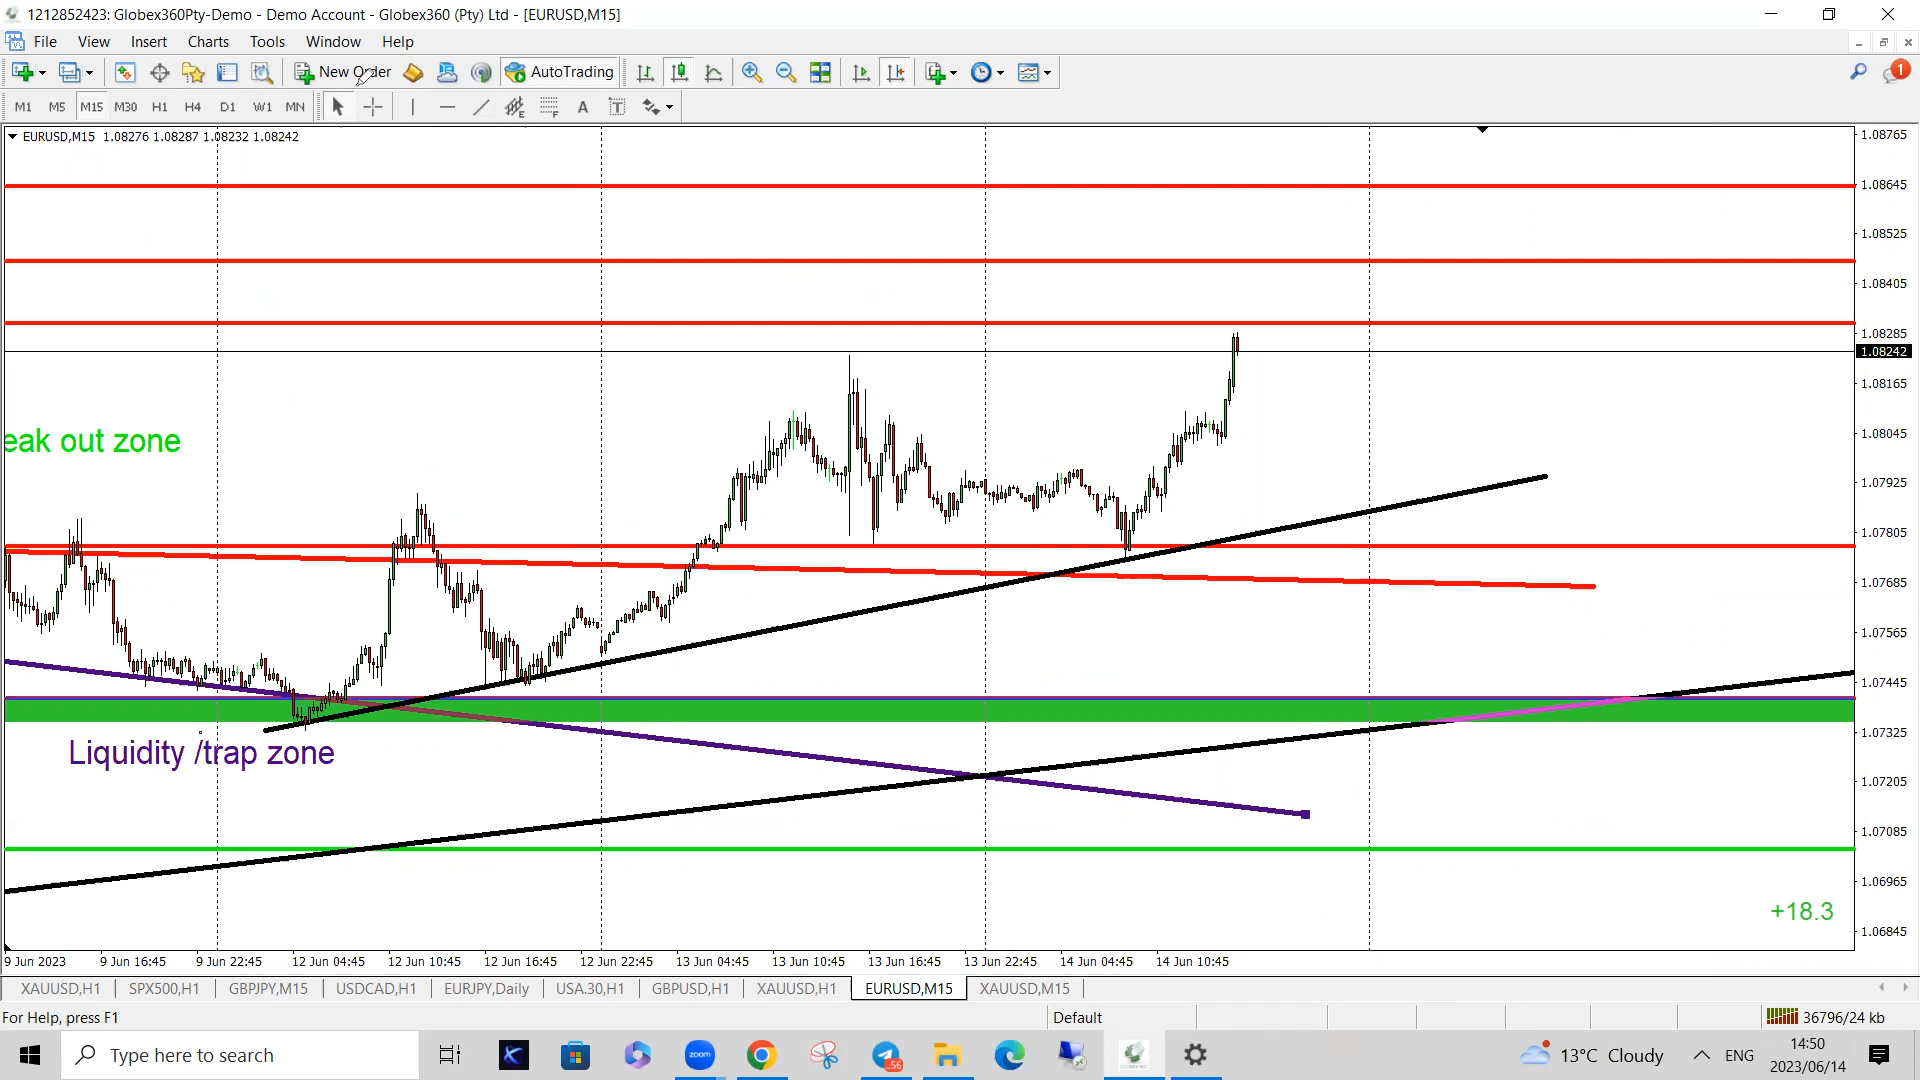 1212852423: Globex360Pty-Demo - Demo Account - Globex360 (Pty) Ltd - [EURUSD,M15]
File View Insert Charts Tools Window Help
New Order AutoTrading 1
M1 M5 M15 M30 H1 H4 D1 W1 MN E F A T
EURUSD,M15 1.08276 1.08287 1.08232 1.08242
1.08765
1.08645
1.08525
1.08405
1.08285
1.08242
1.08165
1.08045
eak out zone
1.07925
1.07805
1.07685
1.07565
1.07445
1.07325
Liquidity /trap zone
1.07205
1.07085
1.06965
+18.3
1.06845
9 Jun 2023 9 Jun 16:45 9 Jun 22:45 12 Jun 04:45 12 Jun 10:45 12 Jun 16:45 12 Jun 22:45 13 Jun 04:45 13 Jun 10:45 13 Jun 16:45 13 Jun 22:45 14 Jun 04:45 14 Jun 10:45
XAUUSD,H1 SPX500,H1 GBPJPY,M15 USDCAD,H1 EURJPY,Daily USA.30,H1 GBPUSD,H1 XAUUSD,H1 EURUSD,M15 XAUUSD,M15
For Help, press F1 Default 36796/24 kb
Type here to search zoom 56 13°C Cloudy ENG 14:50
2023/06/14